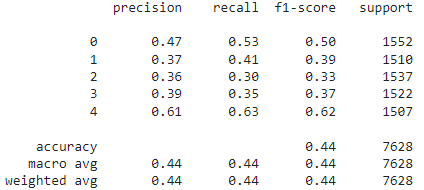 precision recall f1-score support
0 0.47 0.53 0.50 1552
1 0.37 0.41 0.39 1510
2 0.36 0.30 0.33 1537
3 0.39 0.35 0.37 1522
4 0.61 0.63 0.62 1507
accuracy 0.44 7628
macro avg 0.44 0.44 0.44 7628
weighted avg 0.44 0.44 0.44 7628